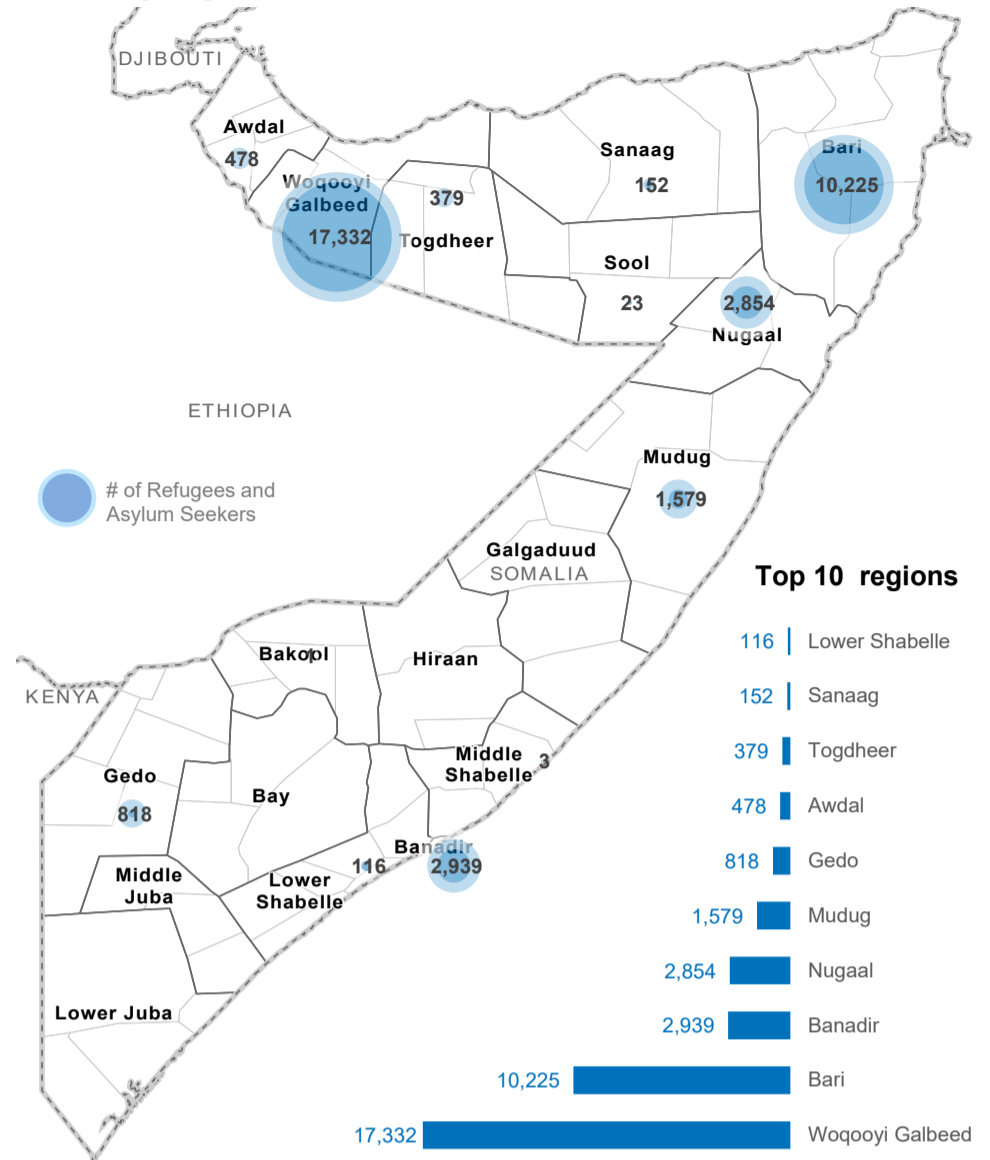 DJIBOUTI
Awdal
478
Woqooyi
Galbeed
17,332
379
Togdheer
Sanaag
152
Bari
10,225
Sool
23
2,854
Nugaal
ETHIOPIA
# of Refugees and
Asylum Seekers
Mudug
1,579
Galgaduud
SOMALIA
Bakool
1
Hiraan
KENYA
Gedo
818
Bay
Middle
Shabelle
3
Banadir
2,939
116
Lower
Shabelle
Middle
Juba
Lower Juba
Top 10 regions
116 Lower Shabelle
152 Sanaag
379 Togdheer
478 Awdal
818 Gedo
1,579 Mudug
2,854 Nugaal
2,939 Banadir
10,225 Bari
17,332 Woqooyi Galbeed